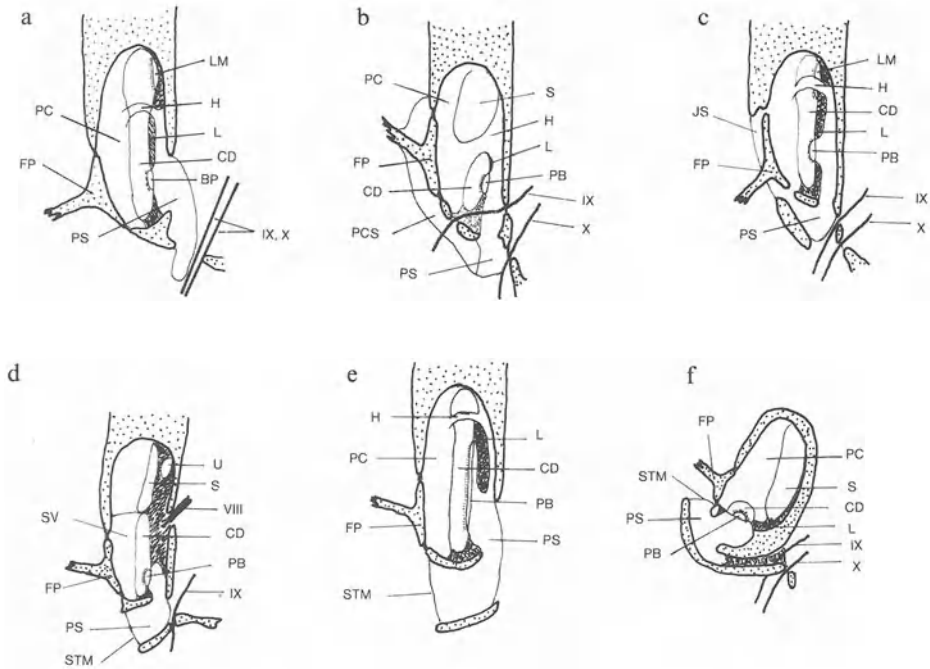 a
LM
H
PC
L
CD
FP
BP
PS
IX, X
b
PC
S
H
L
FP
PB
CD
IX
PCS
X
PS
c
LM
H
JS
CD
L
PB
FP
IX
PS
X
d
U
S
VIII
SV
CD
PB
FP
IX
PS
STM
e
H
L
PC
CD
PB
FP
PS
STM
f
FP
PC
STM
S
PS
CD
L
PB
IX
X